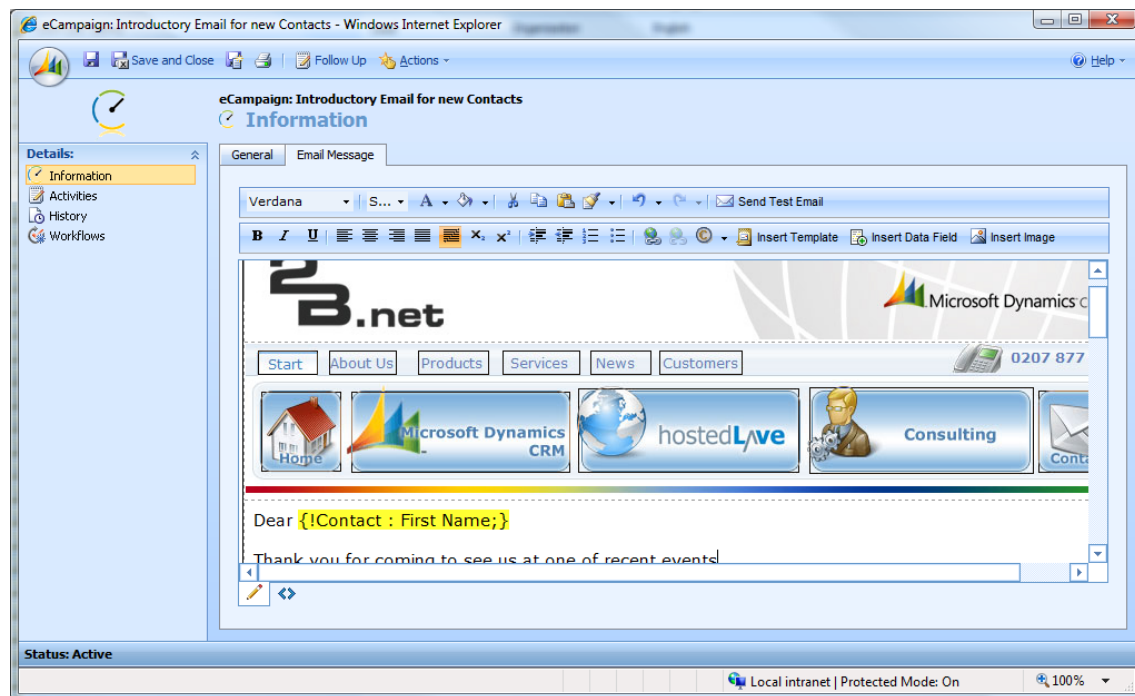 eCampaign: Introductory Email for new Contacts - Windows Internet Explorer
Save and Close Follow Up Actions Help
eCampaign: Introductory Email for new Contacts
Information
Details:
Information
Activities
History
Workflows
General Email Message
Verdana S... A Send Test Email
B I U Insert Template Insert Data Field Insert Image
2
B.net
Microsoft Dynamics C
Start About Us Products Services News Customers 0207 877
Home
Microsoft Dynamics
CRM
hostedLive
Consulting
Conta
Dear {!Contact : First Name;}
Thank you for coming to see us at one of recent events
Status: Active
Local intranet | Protected Mode: On 100%